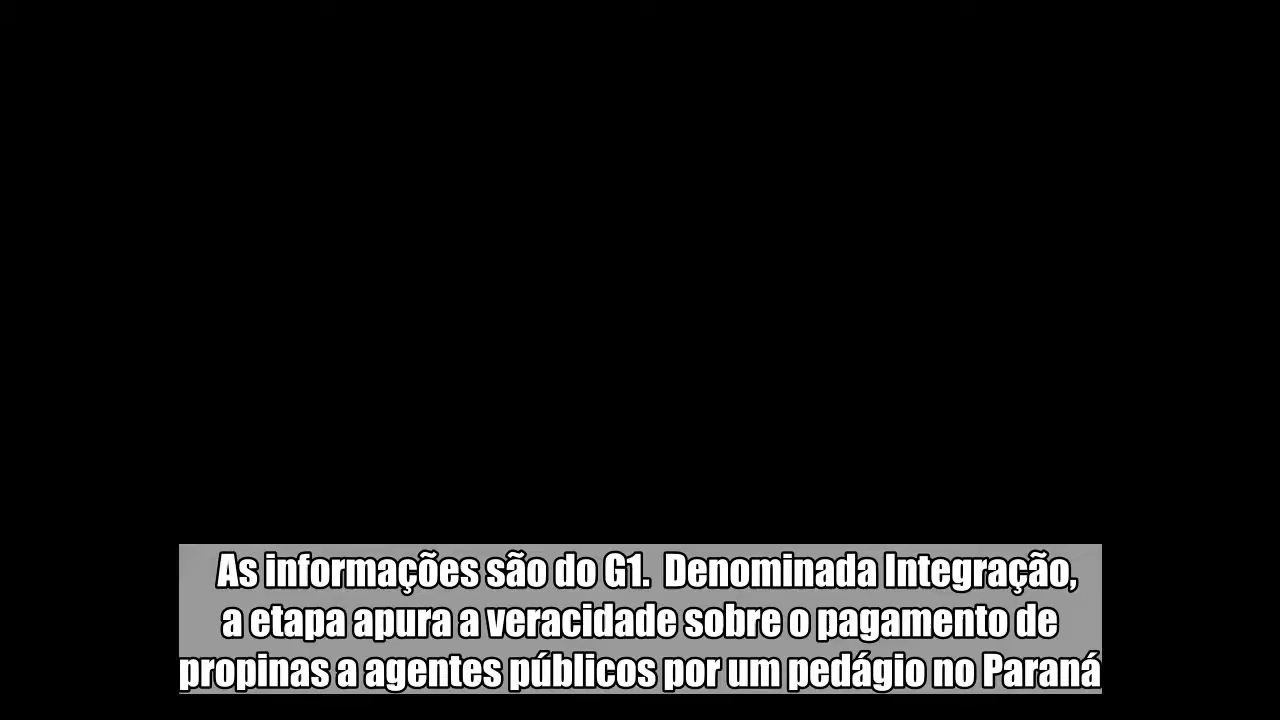 As informações são do G1. Denominada Integração,
a etapa apura a veracidade sobre o pagamento de
propinas a agentes públicos por um pedágio no Paraná